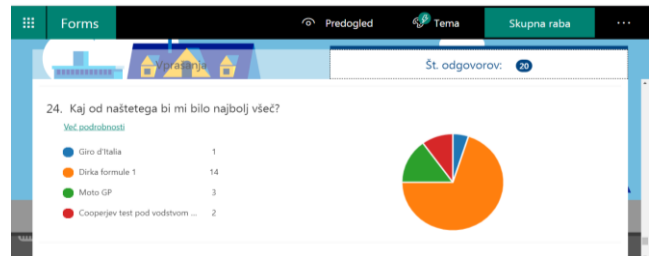 Forms Predogled Tema Skupna raba ...
Vprašanja Št. odgovorov: 20
24. Kaj od naštetega bi mi bilo najbolj všeč?
Več podrobnosti
Giro d'Italia 1
Dirka formule 1 14
Moto GP 3
Cooperjev test pod vodstvom ... 2